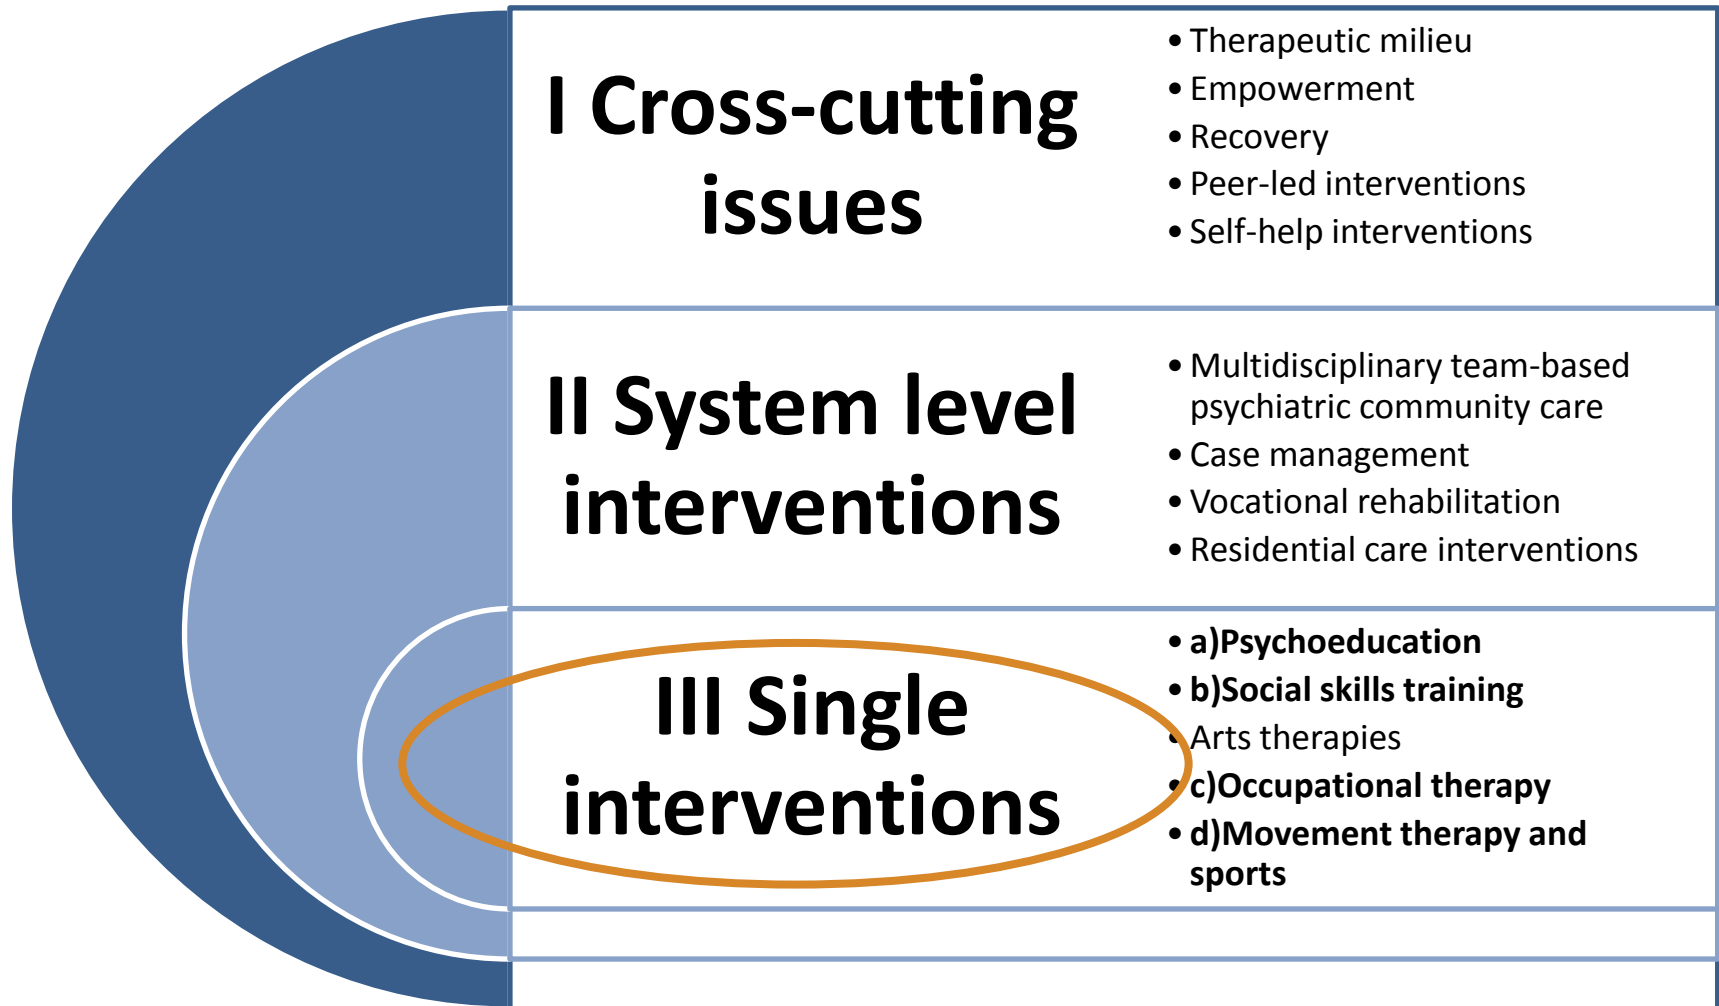 I Cross-cutting
issues
• Therapeutic milieu
• Empowerment
• Recovery
• Peer-led interventions
• Self-help interventions
II System level
interventions
• Multidisciplinary team-based
psychiatric community care
• Case management
• Vocational rehabilitation
• Residential care interventions
III Single
interventions
• a)Psychoeducation
• b)Social skills training
• Arts therapies
• c)Occupational therapy
• d)Movement therapy and
sports